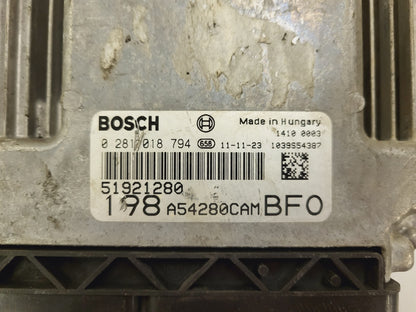 BOSCH Made in Hungary
1410 0003
0 281 018 794 658 11-11-23 1039S54387
51921280
198 A54280CAM BF0